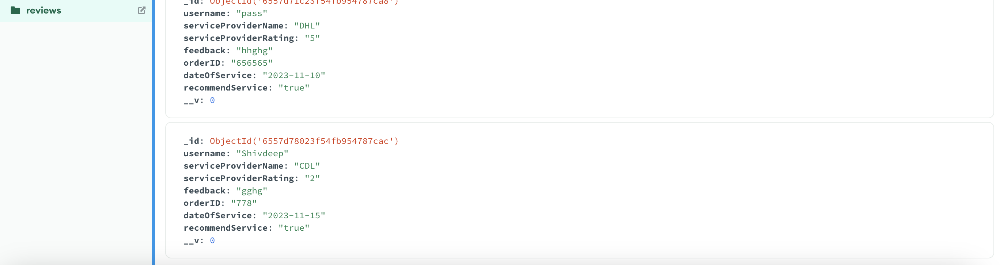 reviews
_id: ObjectId('6557d71c23f54fb954787ca8')
username: "pass"
serviceProviderName: "DHL"
serviceProviderRating: "5"
feedback: "hhghg"
orderID: "656565"
dateOfService: "2023-11-10"
recommendService: "true"
__v: 0
_id: ObjectId('6557d78023f54fb954787cac')
username: "Shivdeep"
serviceProviderName: "CDL"
serviceProviderRating: "2"
feedback: "gghg"
orderID: "778"
dateOfService: "2023-11-15"
recommendService: "true"
__v: 0